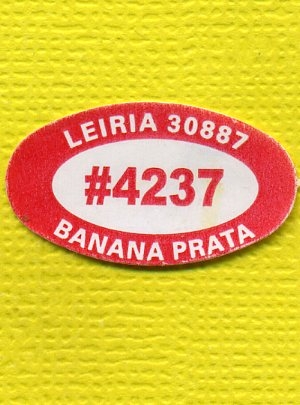 LEIRIA 30887
#4237
BANANA PRATA